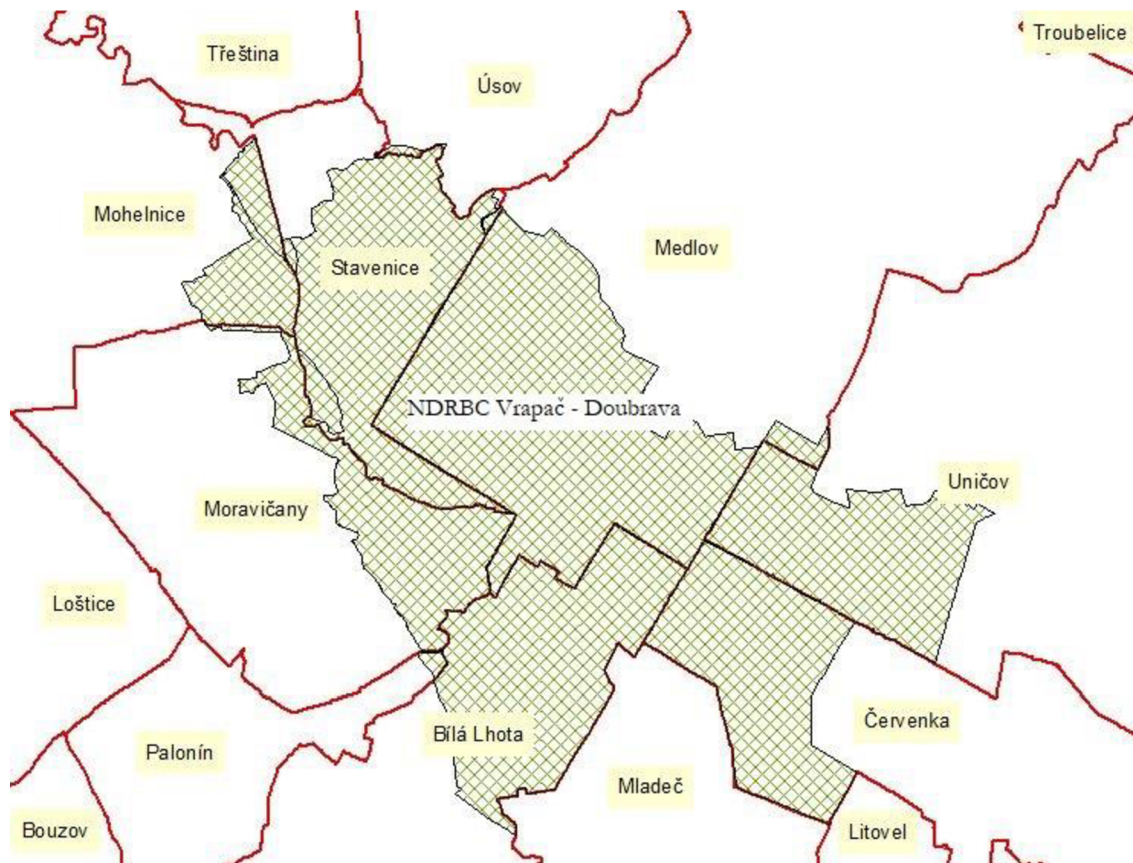 Troubelice
Třeština
Úsov
Mohelnice
Medlov
Stavenice
NDRBC Vrapač - Doubrava
Uničov
Moravičany
Loštice
Červenka
Bílá Lhota
Palonín
Mladeč
Bouzov
Litovel